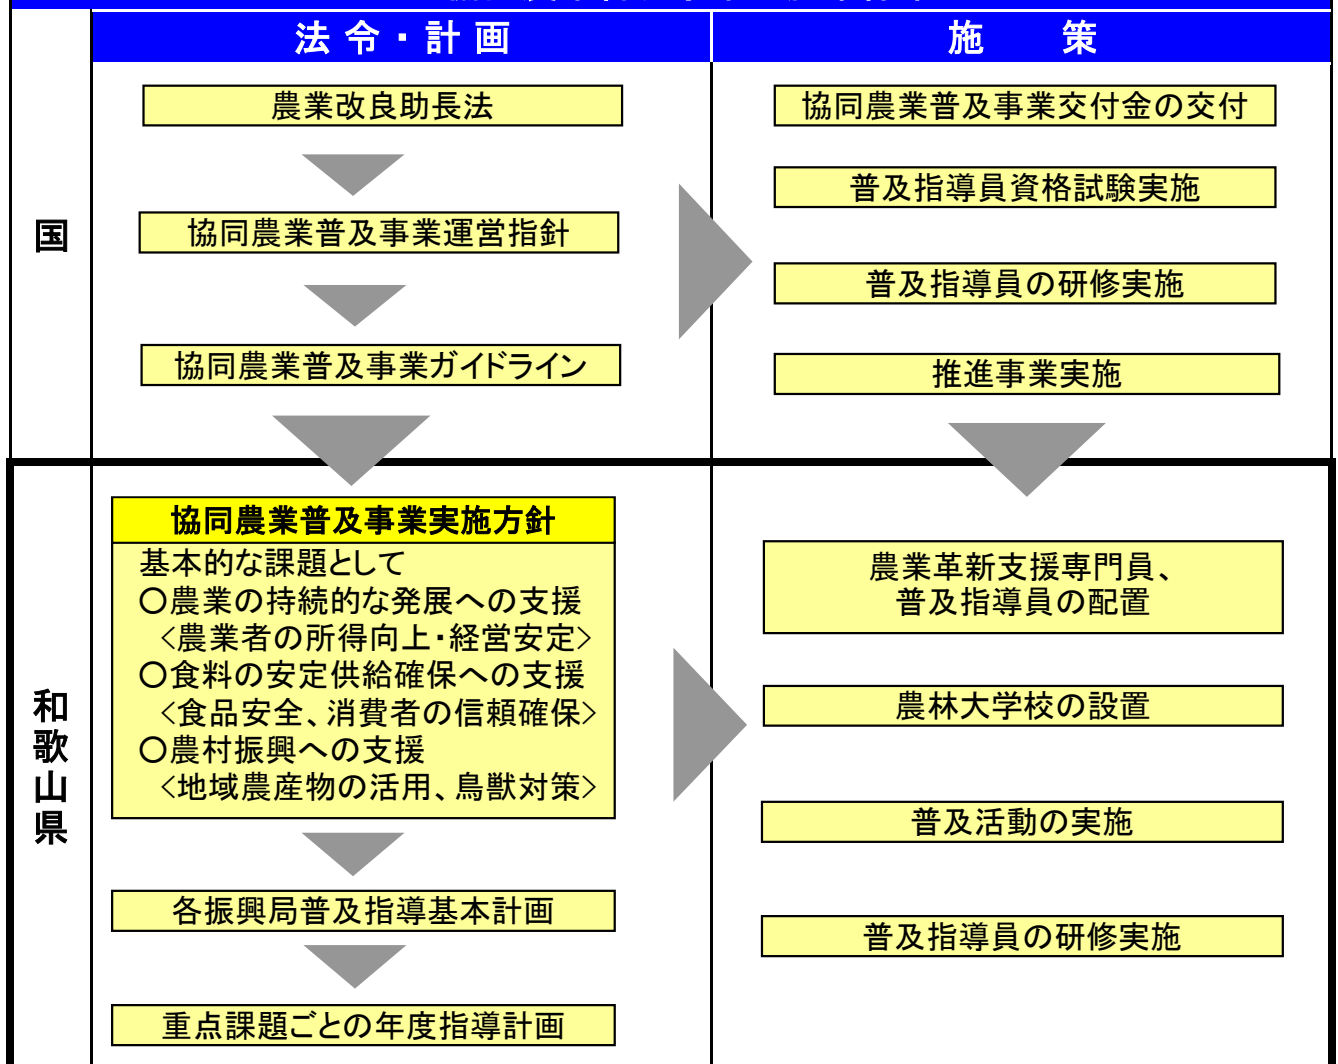 法令・計画
施　策
国
農業改良助長法
協同農業普及事業運営指針
協同農業普及事業ガイドライン
協同農業普及事業交付金の交付
普及指導員資格試験実施
普及指導員の研修実施
推進事業実施
和歌山県
協同農業普及事業実施方針
基本的な課題として
〇農業の持続的な発展への支援
＜農業者の所得向上・経営安定＞
〇食料の安定供給確保への支援
＜食品安全、消費者の信頼確保＞
〇農村振興への支援
＜地域農産物の活用、鳥獣対策＞
各振興局普及指導基本計画
重点課題ごとの年度指導計画
農業革新支援専門員、
普及指導員の配置
農林大学校の設置
普及活動の実施
普及指導員の研修実施